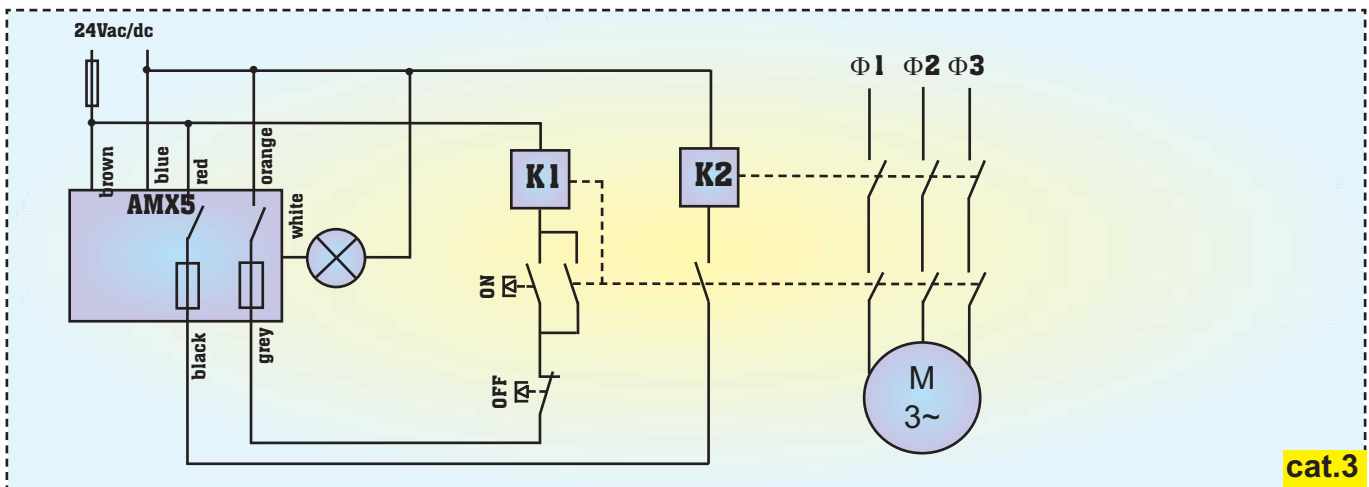 24Vac/dc
Φ1 Φ2 Φ3
brown
blue
red
orange
AMX5
white
K1
K2
ON
OFF
black
grey
M
3~
cat.3